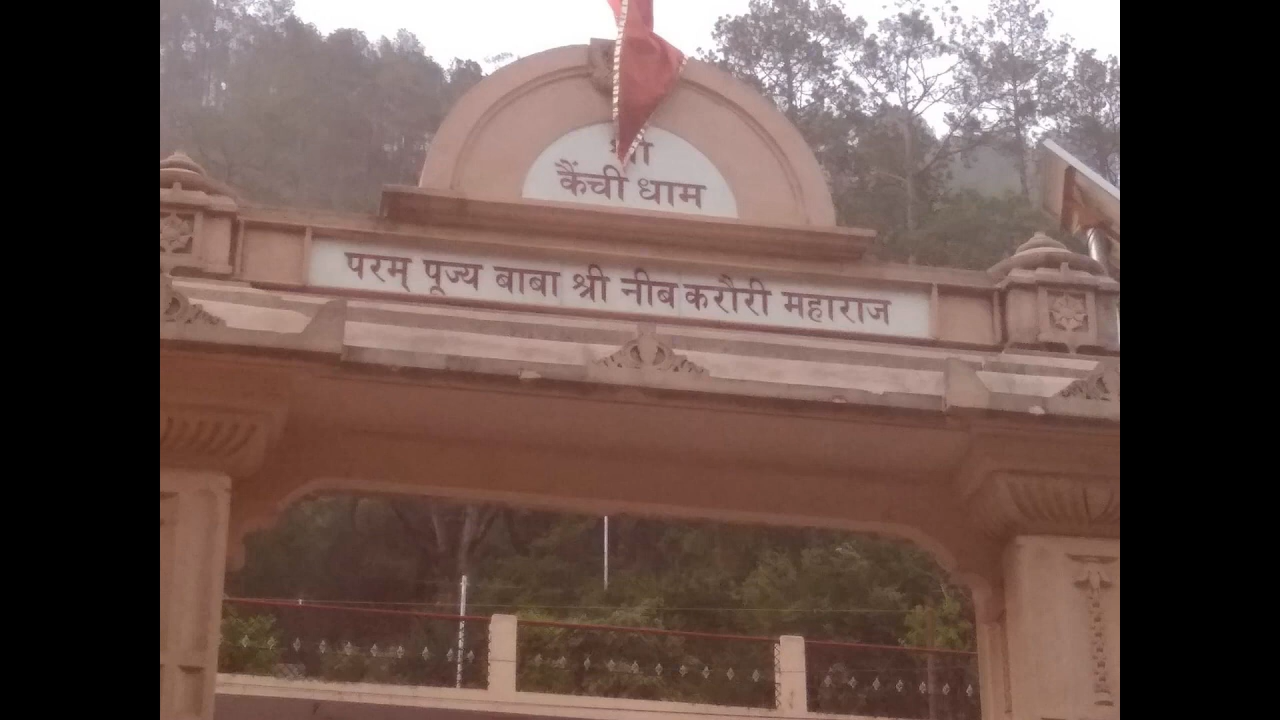 श्री
कैंची धाम
परम् पूज्य बाबा श्री नीब करौरी महाराज